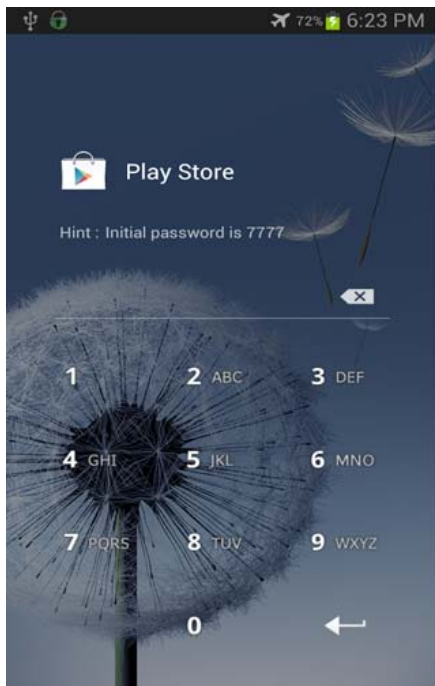 72% 6:23 PM
Play Store
Hint : Initial password is 7777
1 2 ABC 3 DEF
4 GHI 5 JKL 6 MNO
7 PQRS 8 TUV 9 WXYZ
0